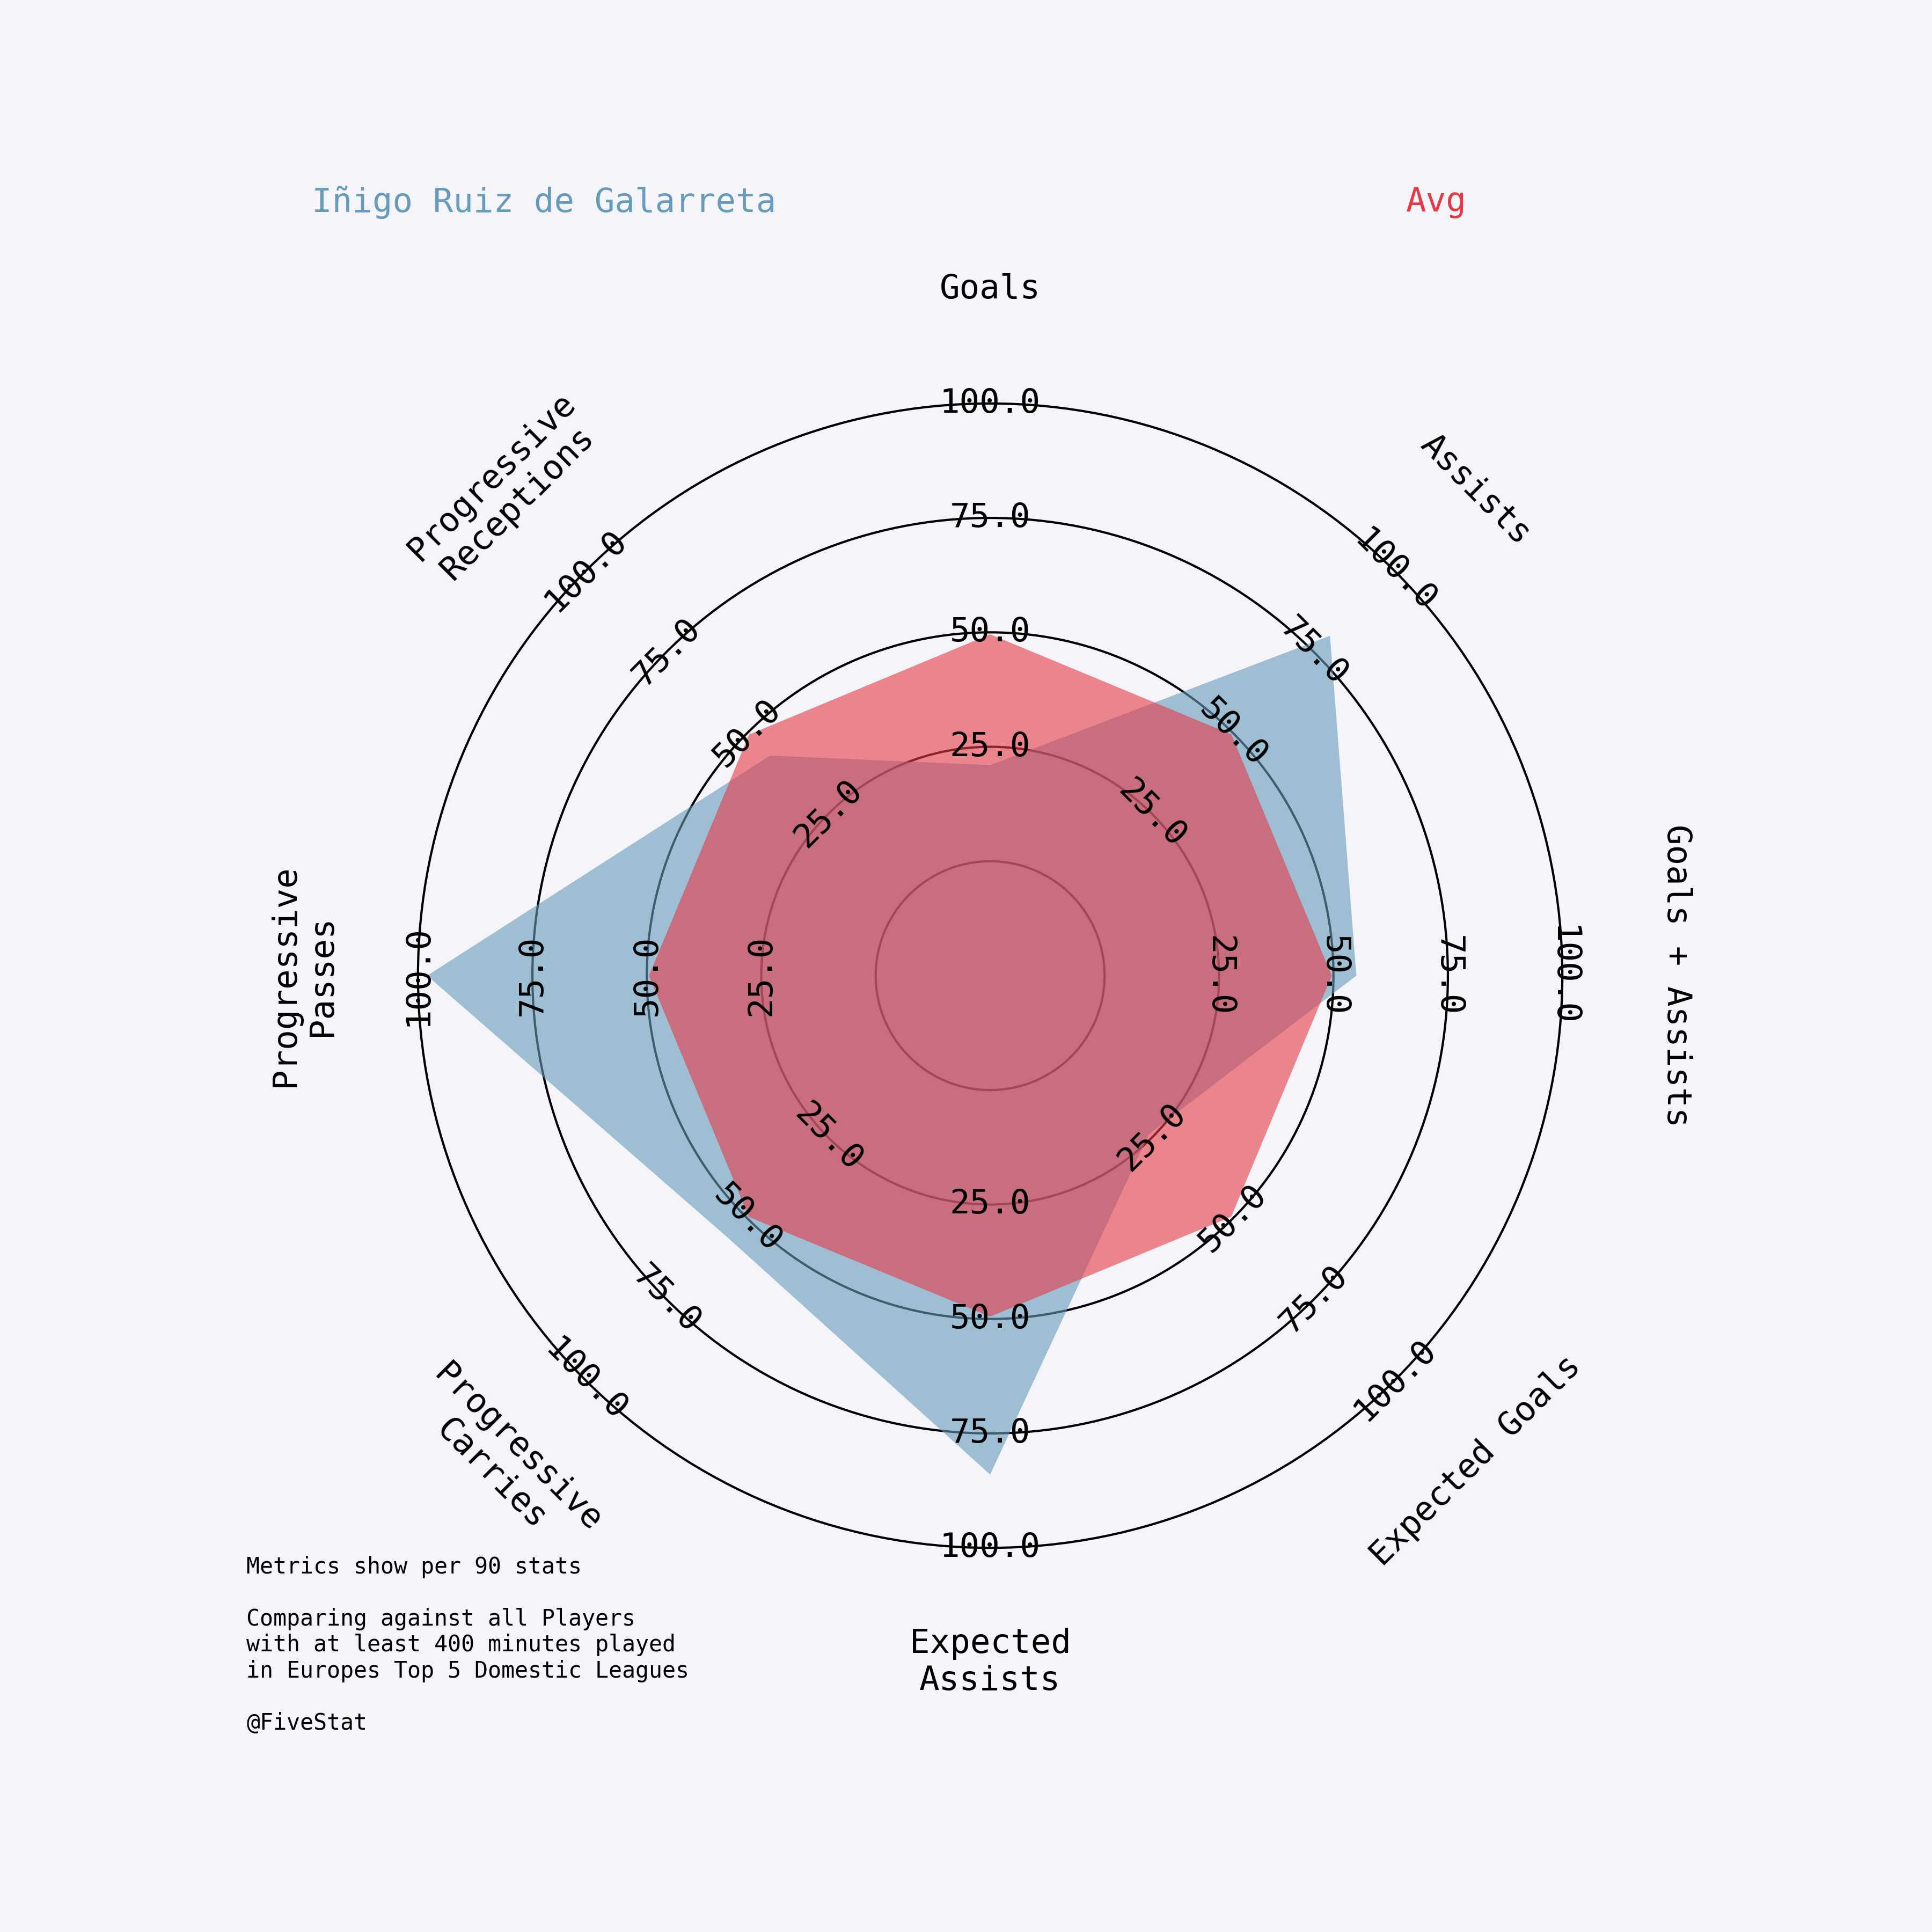 Iñigo Ruiz de Galarreta
Avg
Goals
100.0
75.0
50.0
25.0
Assists
100.0
75.0
50.0
25.0
Goals + Assists
100.0
75.0
50.0
25.0
Expected Goals
100.0
75.0
50.0
25.0
Expected
Assists
100.0
75.0
50.0
25.0
Progressive
Carries
100.0
75.0
50.0
25.0
Progressive
Passes
100.0
75.0
50.0
25.0
Progressive
Receptions
100.0
75.0
50.0
25.0
Metrics show per 90 stats
Comparing against all Players
with at least 400 minutes played
in Europes Top 5 Domestic Leagues
@FiveStat